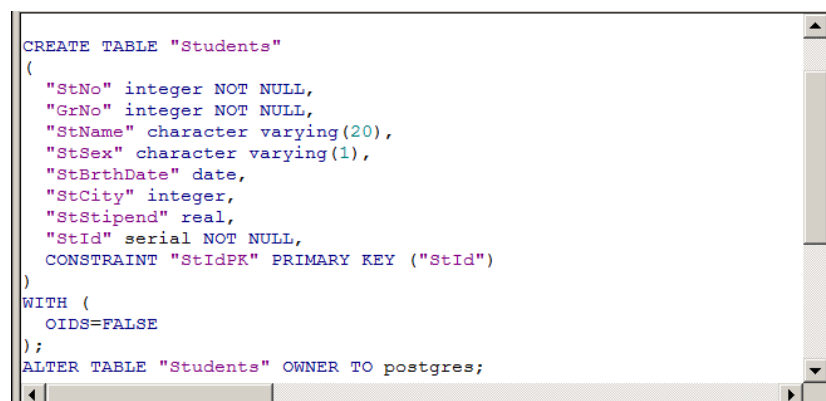 CREATE TABLE "Students"
(
  "StNo" integer NOT NULL,
  "GrNo" integer NOT NULL,
  "StName" character varying(20),
  "StSex" character varying(1),
  "StBrthDate" date,
  "StCity" integer,
  "StStipend" real,
  "StId" serial NOT NULL,
  CONSTRAINT "StIdPK" PRIMARY KEY ("StId")
)
WITH (
  OIDS=FALSE
);
ALTER TABLE "Students" OWNER TO postgres;